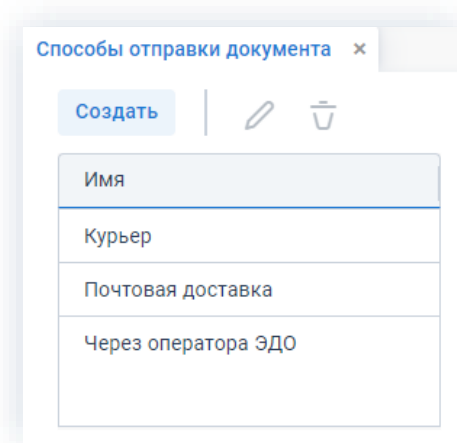 Способы отправки документа ×
Создать
Имя
Курьер
Почтовая доставка
Через оператора ЭДО